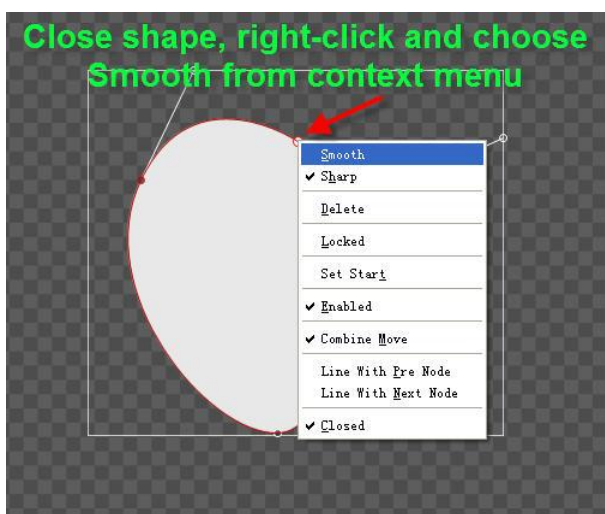 Close shape, right-click and choose
Smooth from context menu
Smooth
Sharp
Delete
Locked
Set Start
Enabled
Combine Move
Line With Pre Node
Line With Next Node
Closed